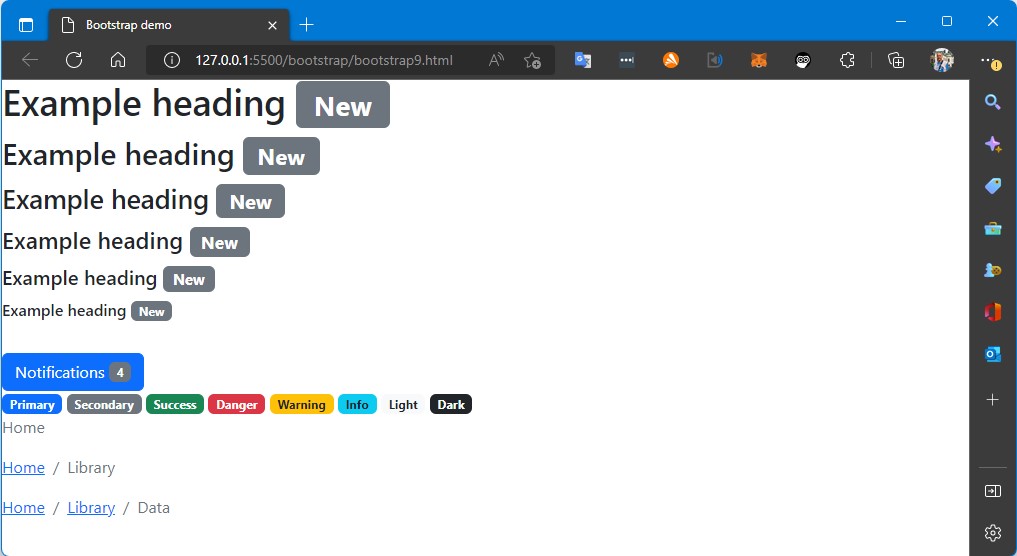 Bootstrap demo
127.0.0.1:5500/bootstrap/bootstrap9.html
Example heading New
Example heading New
Example heading New
Example heading New
Example heading New
Example heading New
Notifications 4
Primary Secondary Success Danger Warning Info Light Dark
Home
Home / Library
Home / Library / Data